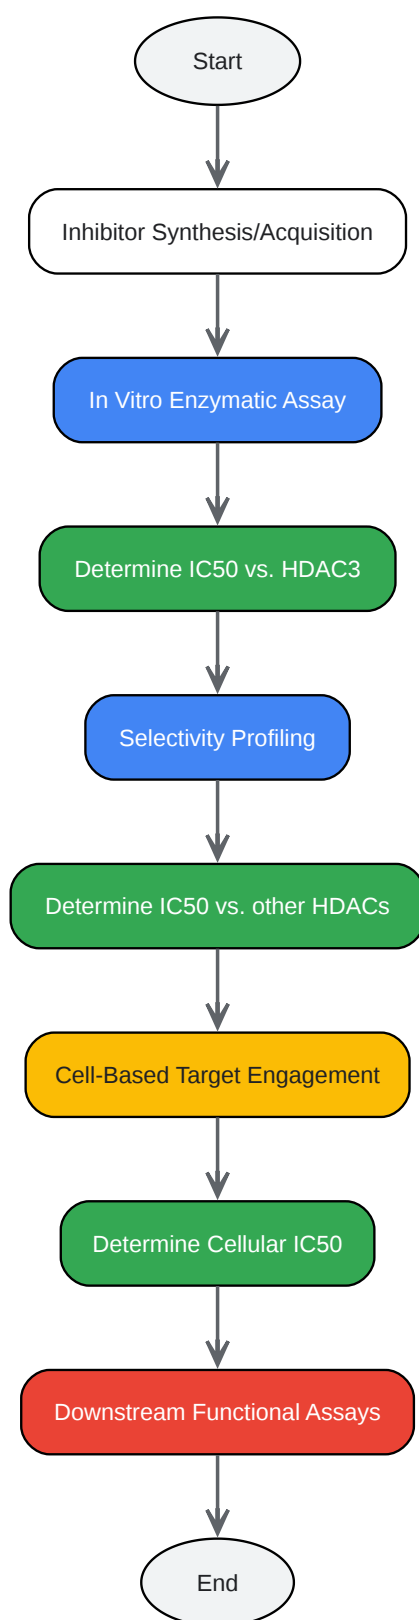 Start
Inhibitor Synthesis/Acquisition
In Vitro Enzymatic Assay
Determine IC50 vs. HDAC3
Selectivity Profiling
Determine IC50 vs. other HDACs
Cell-Based Target Engagement
Determine Cellular IC50
Downstream Functional Assays
End